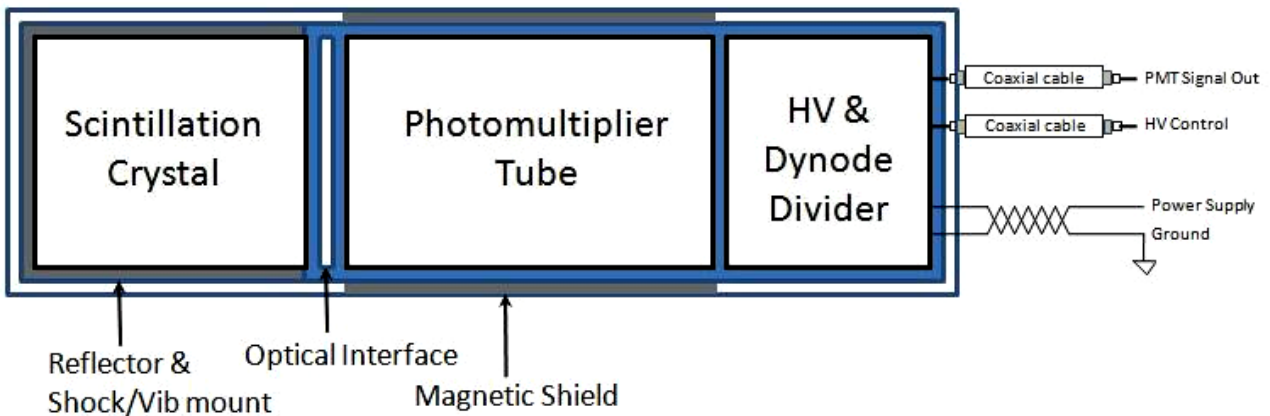 Scintillation
Crystal
Photomultiplier
Tube
HV &
Dynode
Divider
Coaxial cable
PMT Signal Out
Coaxial cable
HV Control
Power Supply
Ground
Reflector &
Shock/Vib mount
Optical Interface
Magnetic Shield